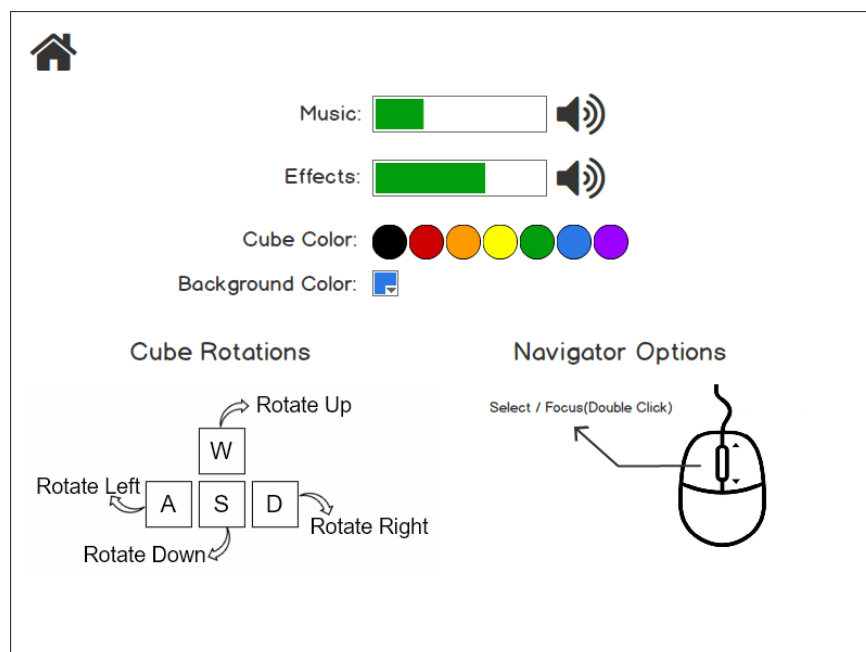 Music:
Effects:
Cube Color:
Background Color:
Cube Rotations
Navigator Options
Rotate Up
Select / Focus(Double Click)
W
Rotate Left
A S D
Rotate Right
Rotate Down